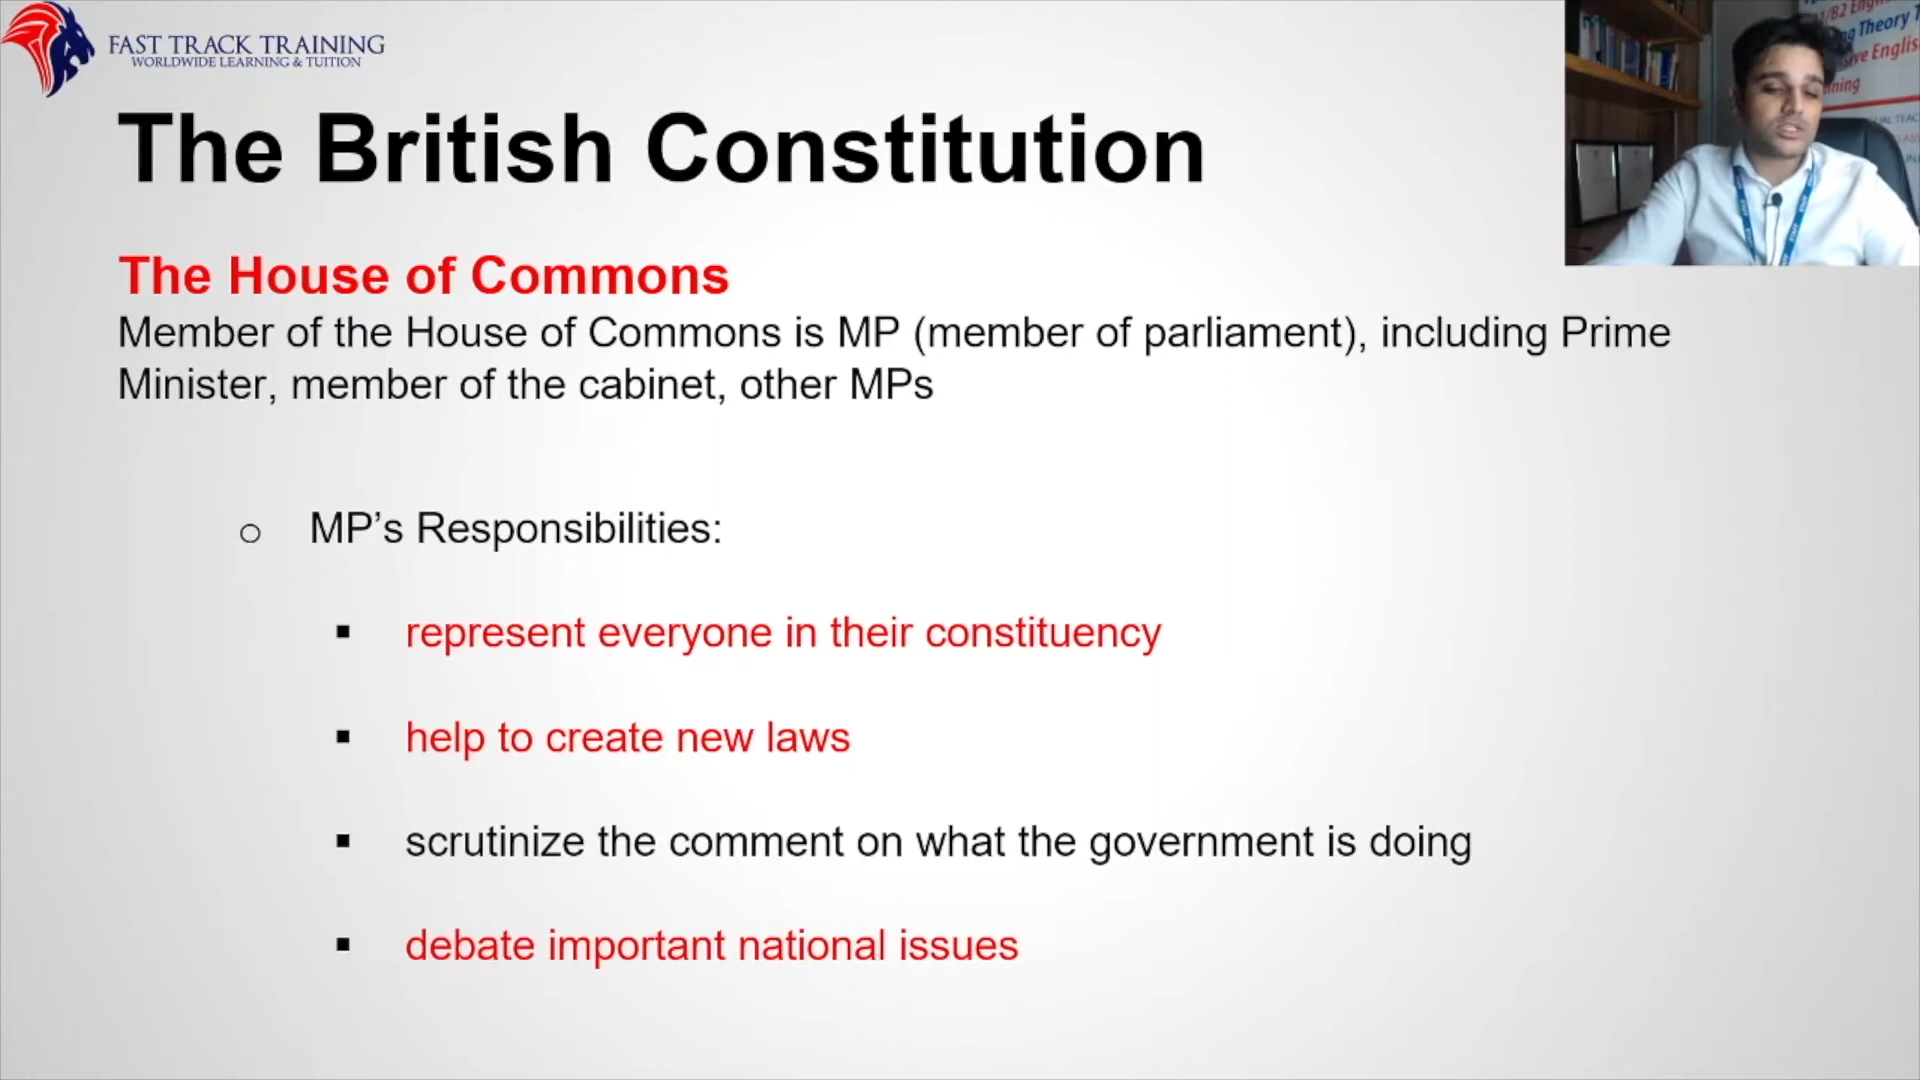 FAST TRACK TRAINING
WORLDWIDE LEARNING & TUITION
The British Constitution
The House of Commons
Member of the House of Commons is MP (member of parliament), including Prime
Minister, member of the cabinet, other MPs
MP’s Responsibilities:
represent everyone in their constituency
help to create new laws
scrutinize the comment on what the government is doing
debate important national issues
/B2
Theory